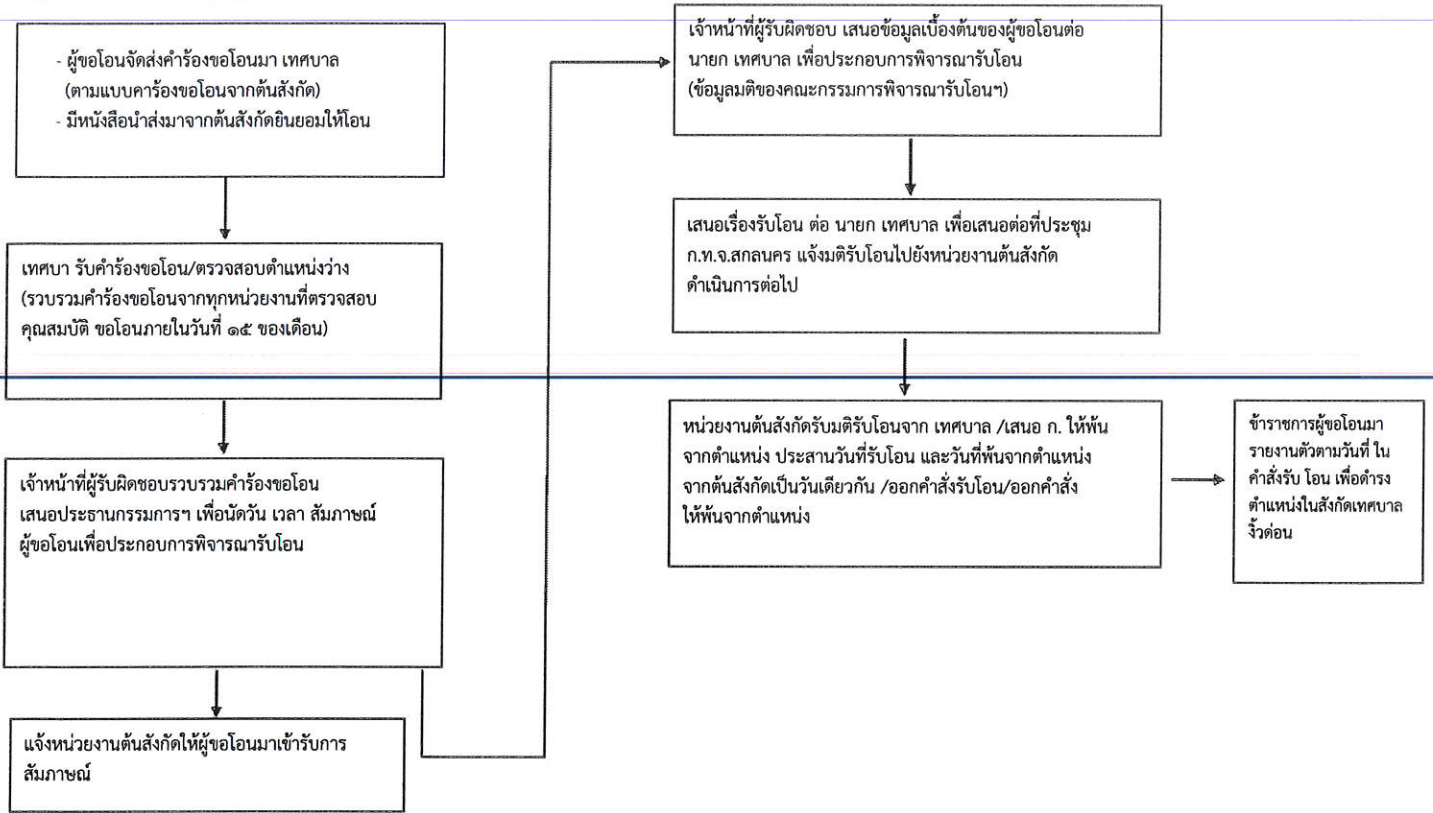 - ผู้ขอโอนจัดส่งคำร้องขอโอนมา เทศบาล
(ตามแบบคาร้องขอโอนจากต้นสังกัด)
- มีหนังสือนำส่งมาจากต้นสังกัดยินยอมให้โอน
เทศบา รับคำร้องขอโอน/ตรวจสอบตำแหน่งว่าง
(รวบรวมคำร้องขอโอนจากทุกหน่วยงานที่ตรวจสอบ
คุณสมบัติ ขอโอนภายในวันที่ ๑๕ ของเดือน)
เจ้าหน้าที่ผู้รับผิดชอบรวบรวมคำร้องขอโอน
เสนอประธานกรรมการฯ เพื่อนัดวัน เวลา สัมภาษณ์
ผู้ขอโอนเพื่อประกอบการพิจารณารับโอน
แจ้งหน่วยงานต้นสังกัดให้ผู้ขอโอนมาเข้ารับการ
สัมภาษณ์
เจ้าหน้าที่ผู้รับผิดชอบ เสนอข้อมูลเบื้องต้นของผู้ขอโอนต่อ
นายก เทศบาล เพื่อประกอบการพิจารณารับโอน
(ข้อมูลมติของคณะกรรมการพิจารณารับโอนฯ)
เสนอเรื่องรับโอน ต่อ นายก เทศบาล เพื่อเสนอต่อที่ประชุม
ก.ท.จ.สกลนคร แจ้งมติรับโอนไปยังหน่วยงานต้นสังกัด
ดำเนินการต่อไป
หน่วยงานต้นสังกัดรับมติรับโอนจาก เทศบาล /เสนอ ก. ให้พ้น
จากตำแหน่ง ประสานวันที่รับโอน และวันที่พ้นจากตำแหน่ง
จากต้นสังกัดเป็นวันเดียวกัน /ออกคำสั่งรับโอน/ออกคำสั่ง
ให้พ้นจากตำแหน่ง
ข้าราชการผู้ขอโอนมา
รายงานตัวตามวันที่ ใน
คำสั่งรับ โอน เพื่อดำรง
ตำแหน่งในสังกัดเทศบาล
งิ้วด่อน